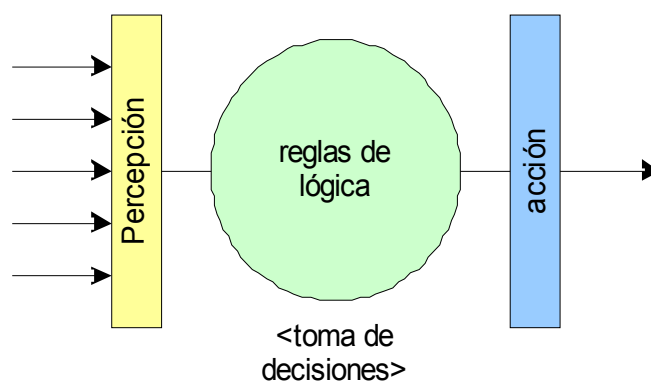 Percepción
reglas de
lógica
acción
<toma de
decisiones>